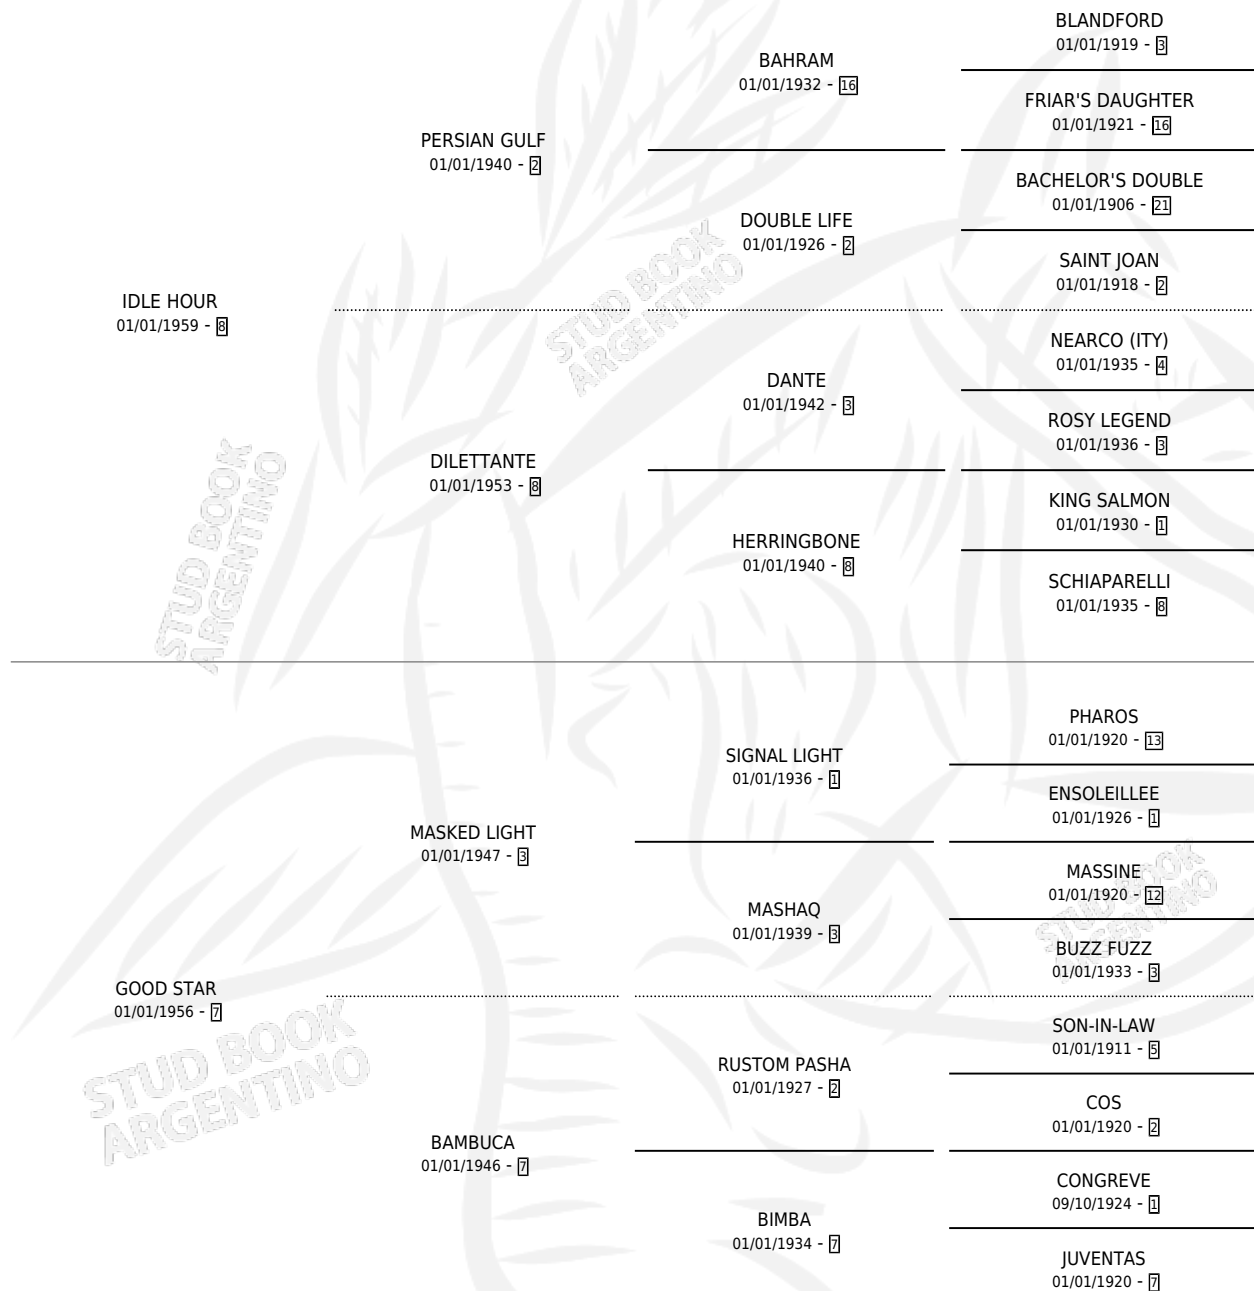 BLANDFORD
01/01/1919 - 3
BAHRAM
01/01/1932 - 16
FRIAR'S DAUGHTER
01/01/1921 - 16
PERSIAN GULF
01/01/1940 - 2
BACHELOR'S DOUBLE
01/01/1906 - 21
DOUBLE LIFE
01/01/1926 - 2
SAINT JOAN
01/01/1918 - 2
IDLE HOUR
01/01/1959 - 8
NEARCO (ITY)
01/01/1935 - 4
DANTE
01/01/1942 - 3
ROSY LEGEND
01/01/1936 - 3
DILETTANTE
01/01/1953 - 8
KING SALMON
01/01/1930 - 1
HERRINGBONE
01/01/1940 - 8
SCHIAPARELLI
01/01/1935 - 8
PHAROS
01/01/1920 - 13
SIGNAL LIGHT
01/01/1936 - 1
ENSOLEILLEE
01/01/1926 - 1
MASKED LIGHT
01/01/1947 - 3
MASSINE
01/01/1920 - 12
MASHAQ
01/01/1939 - 3
BUZZ FUZZ
01/01/1933 - 3
GOOD STAR
01/01/1956 - 7
SON-IN-LAW
01/01/1911 - 5
RUSTOM PASHA
01/01/1927 - 2
COS
01/01/1920 - 2
BAMBUCA
01/01/1946 - 7
CONGREVE
09/10/1924 - 1
BIMBA
01/01/1934 - 7
JUVENTAS
01/01/1920 - 7
STUD BOOK
ARGENTINO
STUD BOOK
ARGENTINO
STUD BOOK
ARGENTINO
STUD BOOK
ARGENTINO